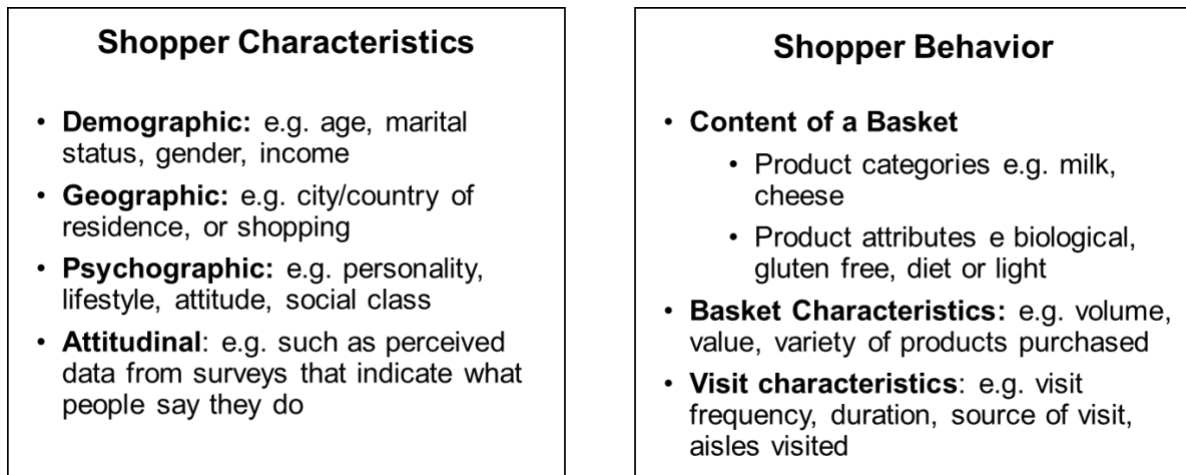 Shopper Characteristics
• Demographic: e.g. age, marital
status, gender, income
• Geographic: e.g. city/country of
residence, or shopping
• Psychographic: e.g. personality,
lifestyle, attitude, social class
• Attitudinal: e.g. such as perceived
data from surveys that indicate what
people say they do
Shopper Behavior
• Content of a Basket
• Product categories e.g. milk,
cheese
• Product attributes e biological,
gluten free, diet or light
• Basket Characteristics: e.g. volume,
value, variety of products purchased
• Visit characteristics: e.g. visit
frequency, duration, source of visit,
aisles visited